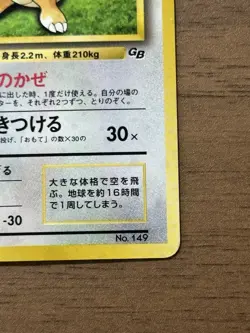 身長2.2m、体重210kg
GB
のかぜ
に出した時、1度だけ使える。自分の場の
ター を、それぞれ2つずつ、とりのぞく。
きつける 30×
投げ、「おもて」の数×30の
する
大きな体格で空を飛
ぶ。地球を約16時間
で1周してしまう。
-30
No. 149